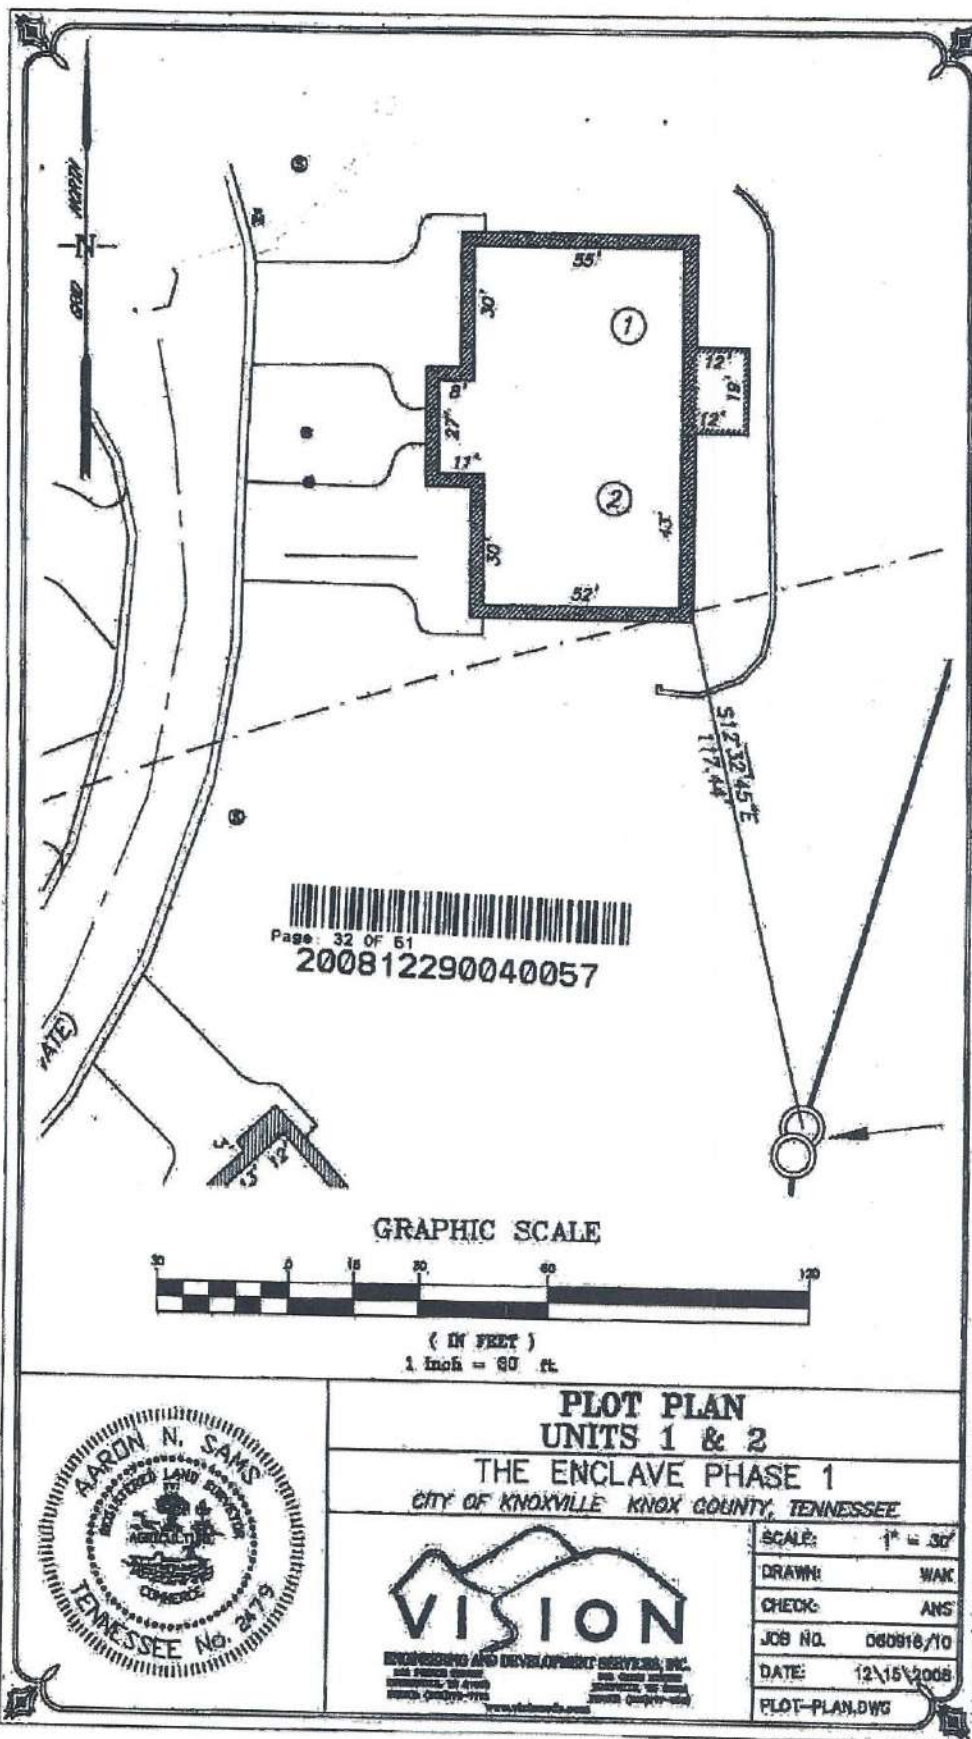 NORTH
N
GOD
55'
30'
1
12'
19'
12'
8'
27'
11'
2
43'
30'
52'
S12°32'45"E
117.44'
Page: 32 OF 61
200812290040057
VATE)
12'
GRAPHIC SCALE
30 0 15 30 60 120
( IN FEET )
1 inch = 30 ft.
PLOT PLAN
UNITS 1 & 2
THE ENCLAVE PHASE 1
CITY OF KNOXVILLE KNOX COUNTY, TENNESSEE
AARON N. SAMS
REGISTERED LAND SURVEYOR
AGRICULTURE
COMMERCE
TENNESSEE No. 2479
VISION
ENGINEERING AND DEVELOPMENT SERVICES, INC.
SCALE: 1" = 30'
DRAWN: WAK
CHECK: ANS
JOB NO. 060918/10
DATE: 12\15\2008
PLOT-PLAN.DWG